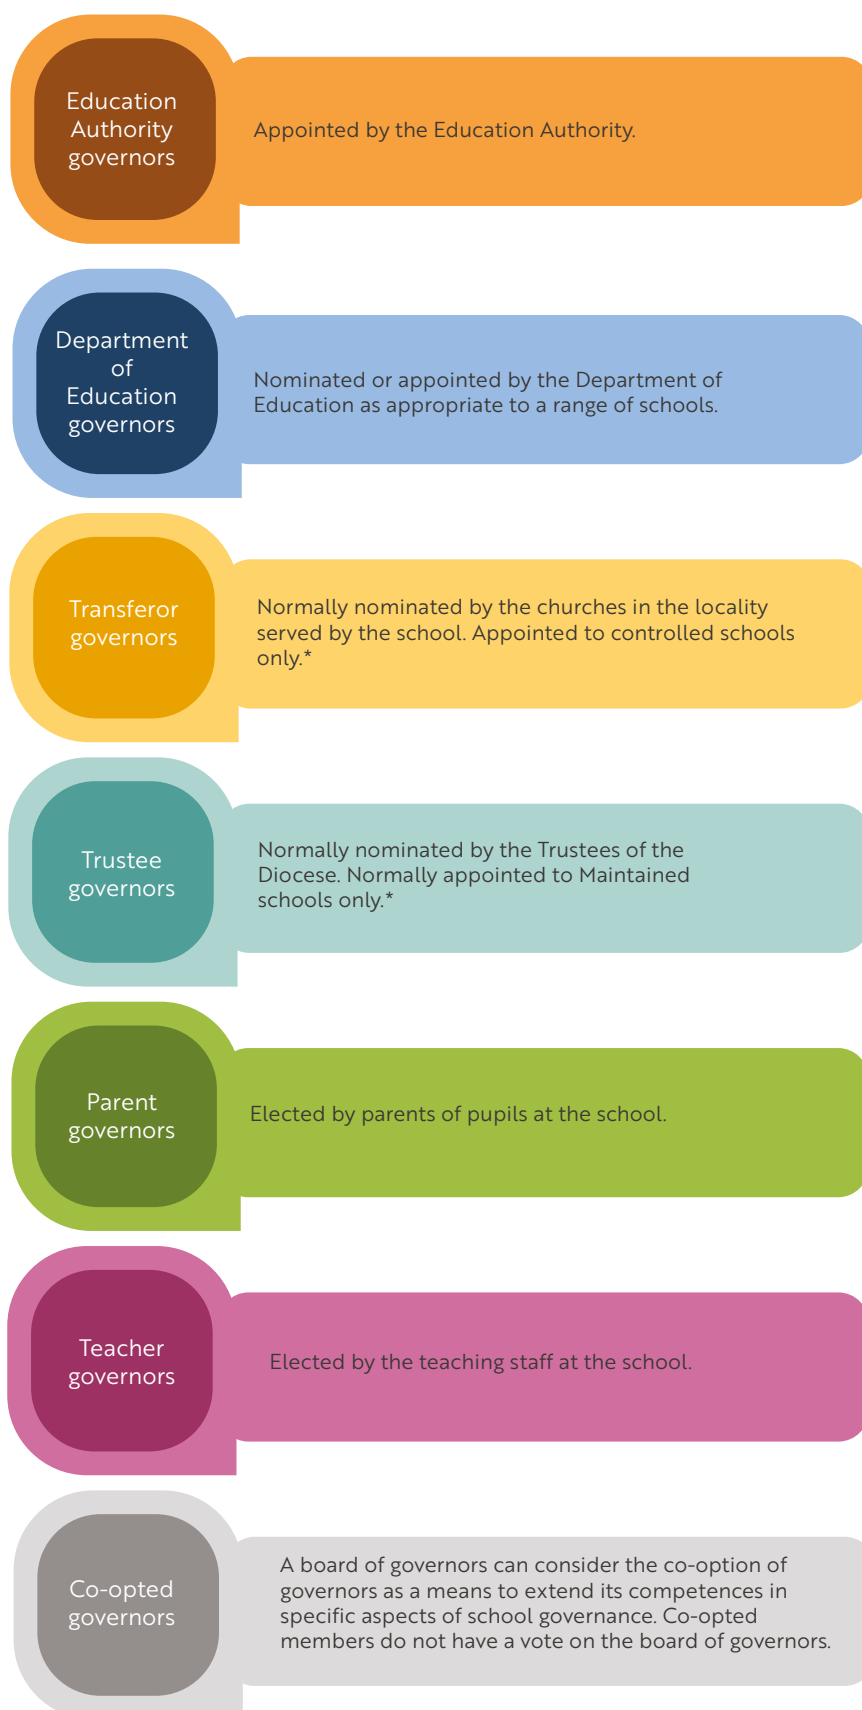 Education
Authority
governors
Appointed by the Education Authority.
Department
of
Education
governors
Nominated or appointed by the Department of
Education as appropriate to a range of schools.
Transferor
governors
Normally nominated by the churches in the locality
served by the school. Appointed to controlled schools
only.*
Trustee
governors
Normally nominated by the Trustees of the
Diocese. Normally appointed to Maintained
schools only.*
Parent
governors
Elected by parents of pupils at the school.
Teacher
governors
Elected by the teaching staff at the school.
Co-opted
governors
A board of governors can consider the co-option of
governors as a means to extend its competences in
specific aspects of school governance. Co-opted
members do not have a vote on the board of governors.